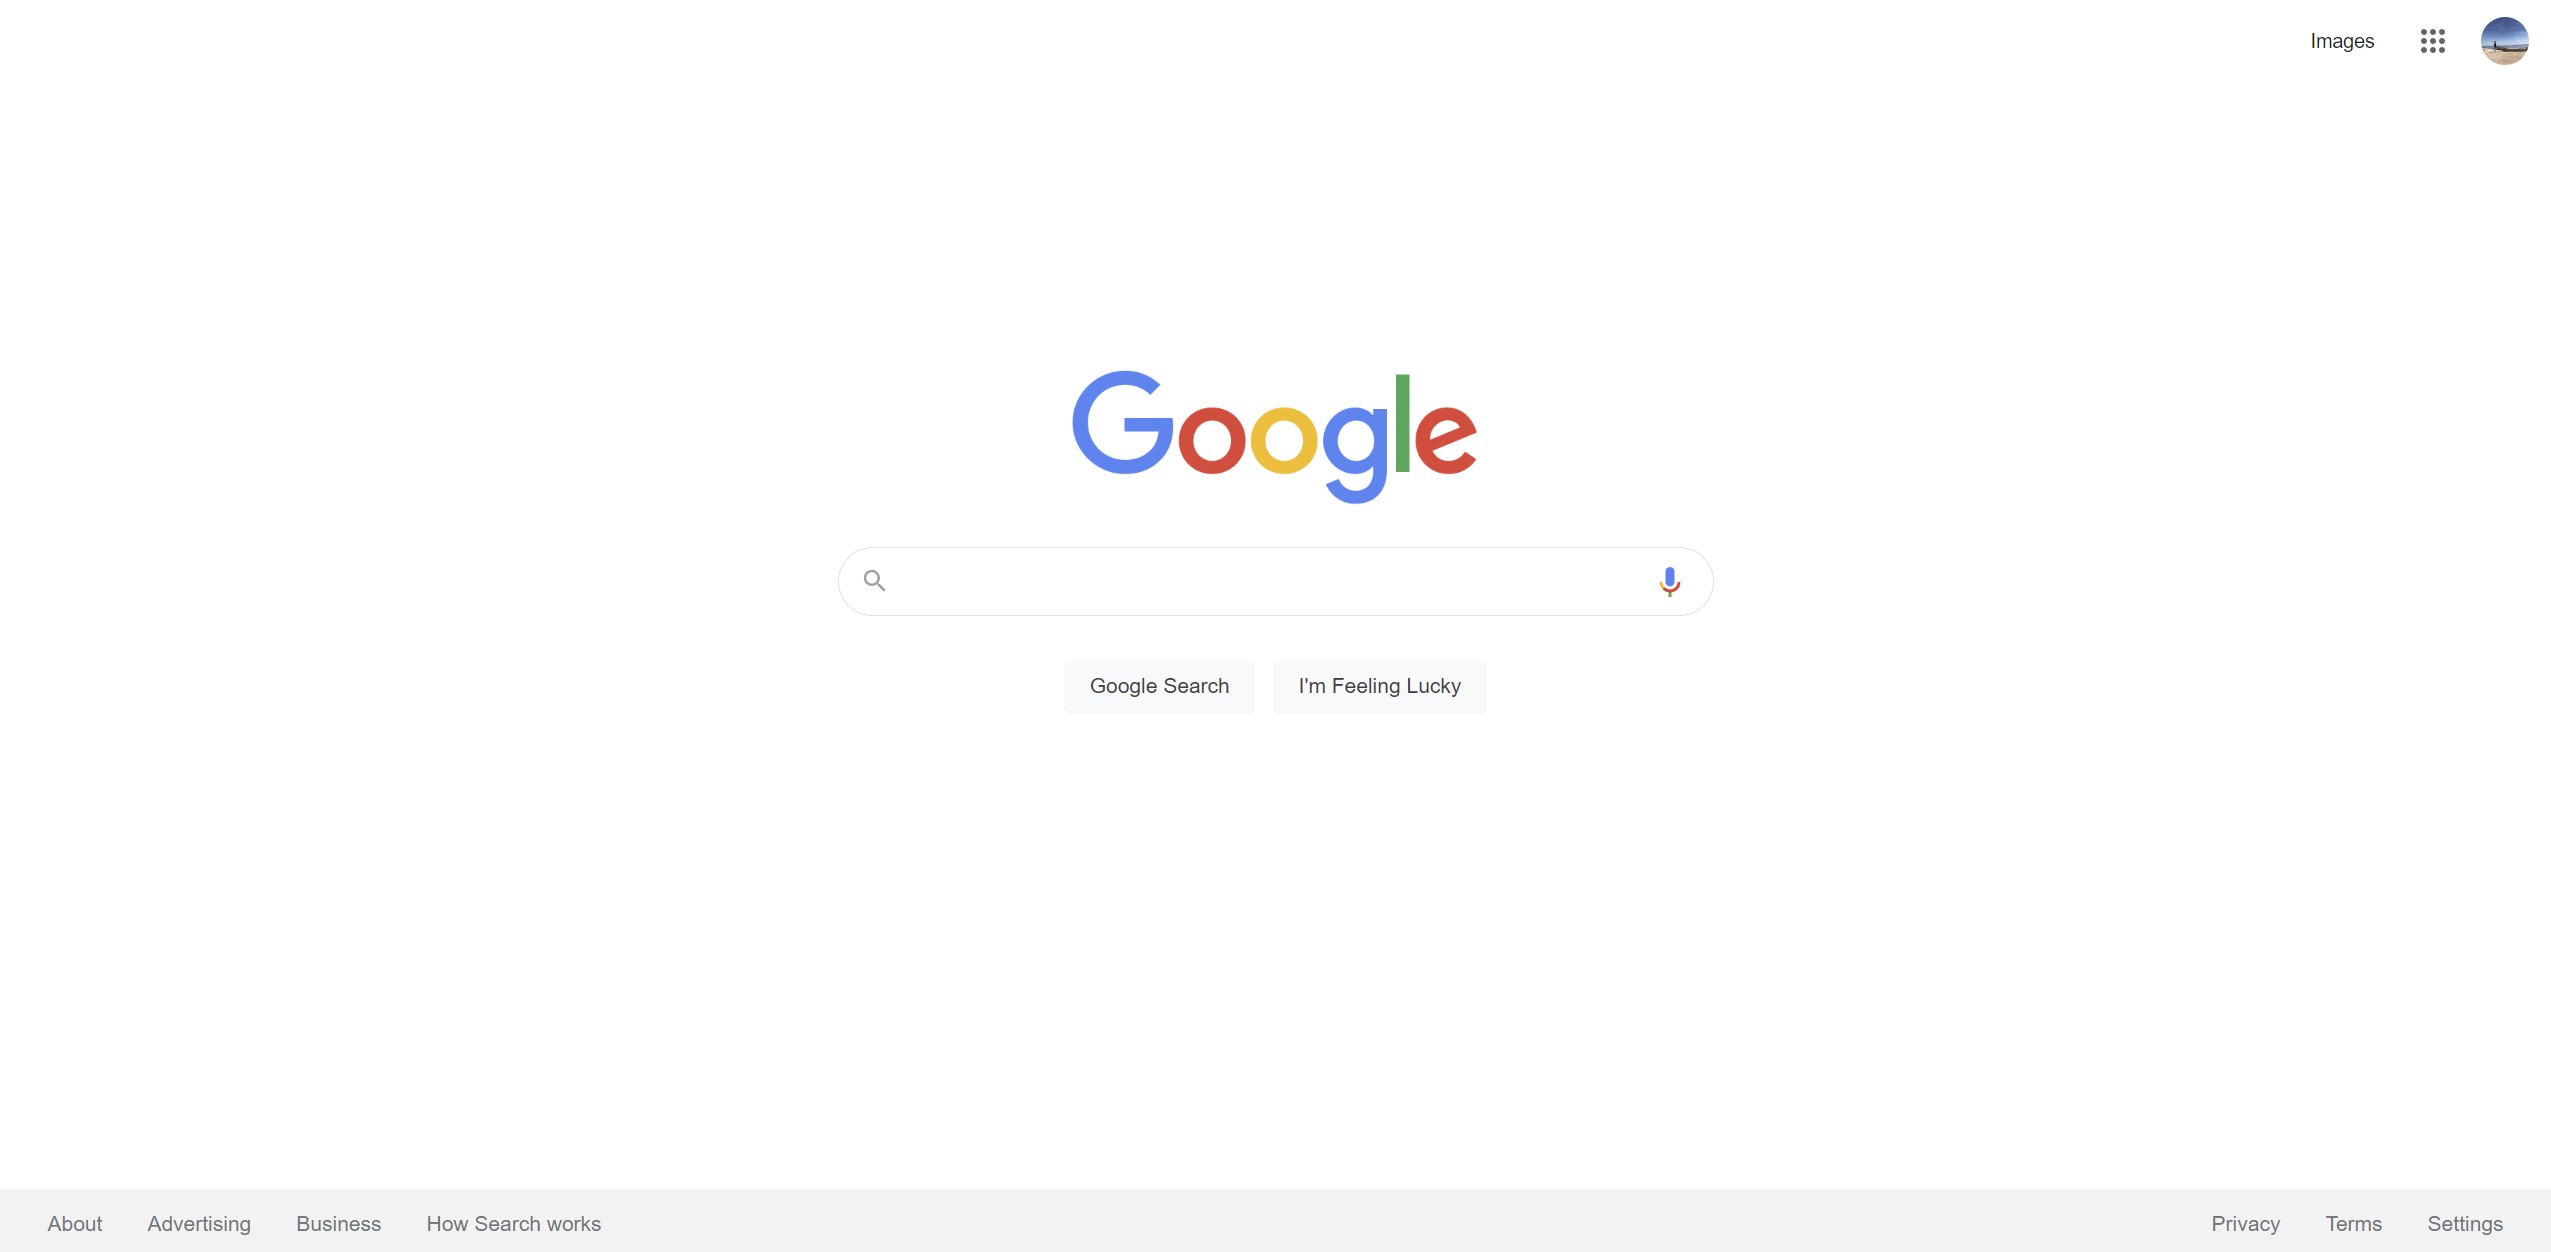 Images
Google
Google Search
I'm Feeling Lucky
About
Advertising
Business
How Search works
Privacy
Terms
Settings